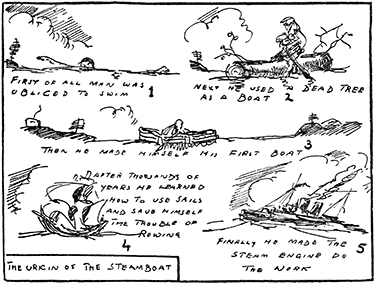 FIRST OF ALL MAN WAS
OBLIGED TO SWIM 1
NEXT HE USED A DEAD TREE
AS A BOAT 2
THEN HE MADE HIMSELF HIS FIRST BOAT 3
AFTER THOUSANDS OF
YEARS HE LEARNED
HOW TO USE SAILS
AND SAVE HIMSELF
THE TROUBLE OF
ROWING
4
FINALLY HE MADE THE
STEAM ENGINE DO
THE WORK
5
THE ORIGIN OF THE STEAMBOAT